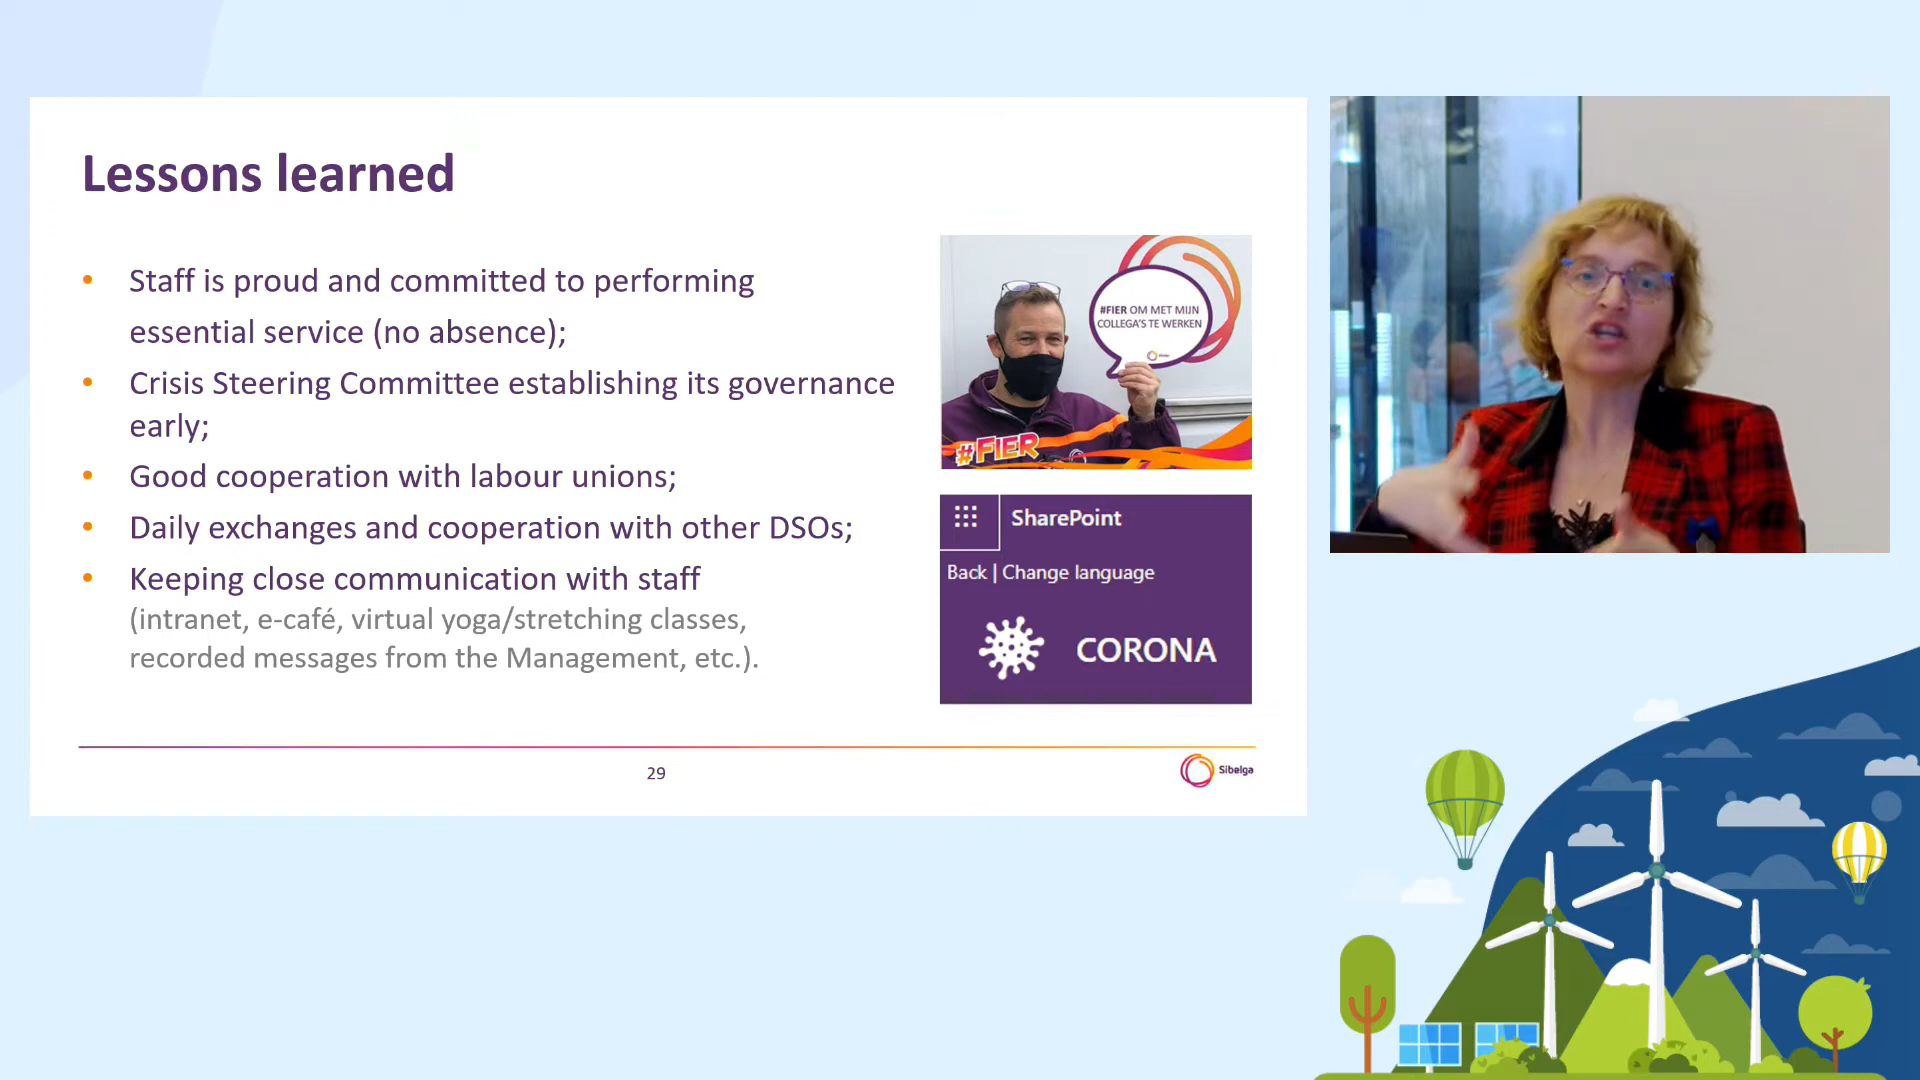 Lessons learned
• Staff is proud and committed to performing
essential service (no absence);
• Crisis Steering Committee establishing its governance
early;
• Good cooperation with labour unions;
• Daily exchanges and cooperation with other DSOs;
• Keeping close communication with staff
(intranet, e-café, virtual yoga/stretching classes,
recorded messages from the Management, etc.).
#FIER OM MET MIJN
COLLEGA'S TE WERKEN
#FIER
SharePoint
Back | Change language
CORONA
29
Sibelga